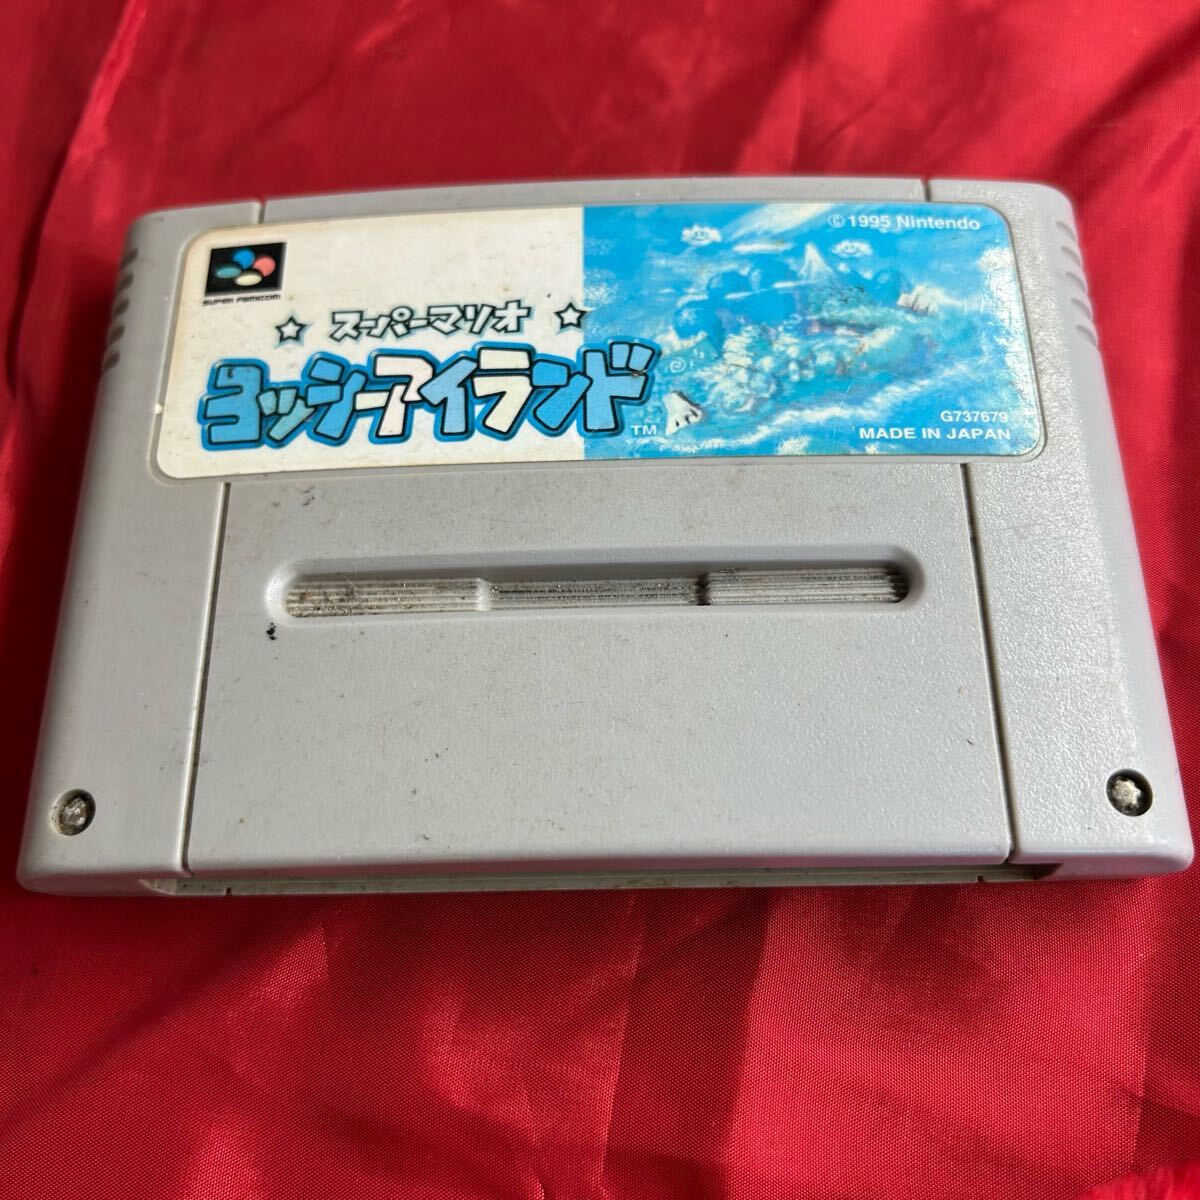 © 1995 Nintendo
SUPER FAMICOM
スーパーマリオ
ヨッシーアイランド
TM
G737679
MADE IN JAPAN